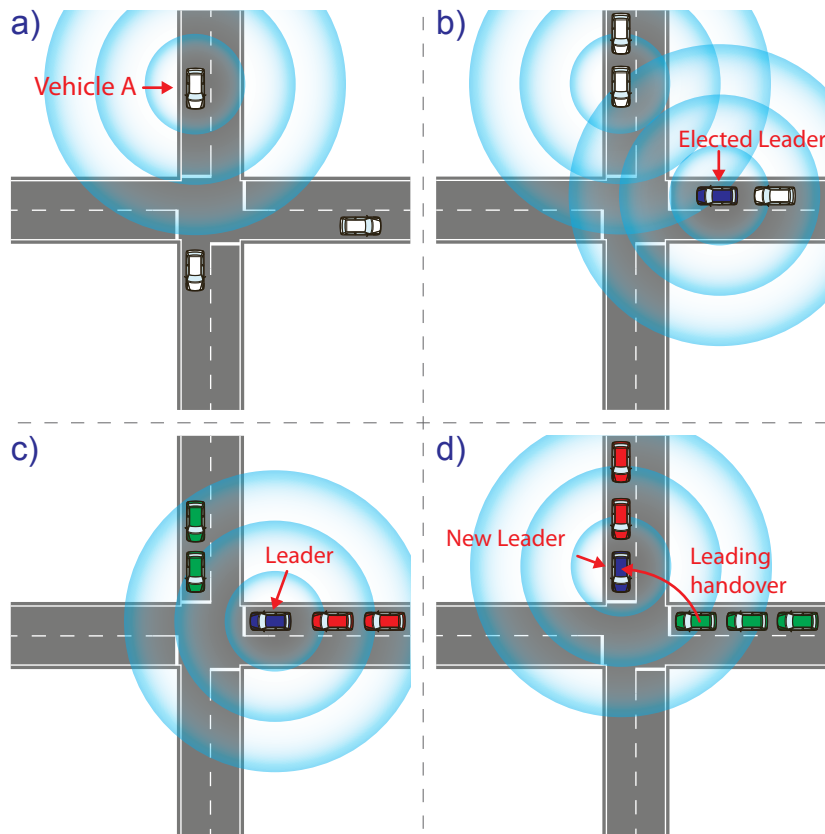 a)
Vehicle A
b)
Elected Leader
c)
Leader
d)
New Leader
Leading
handover